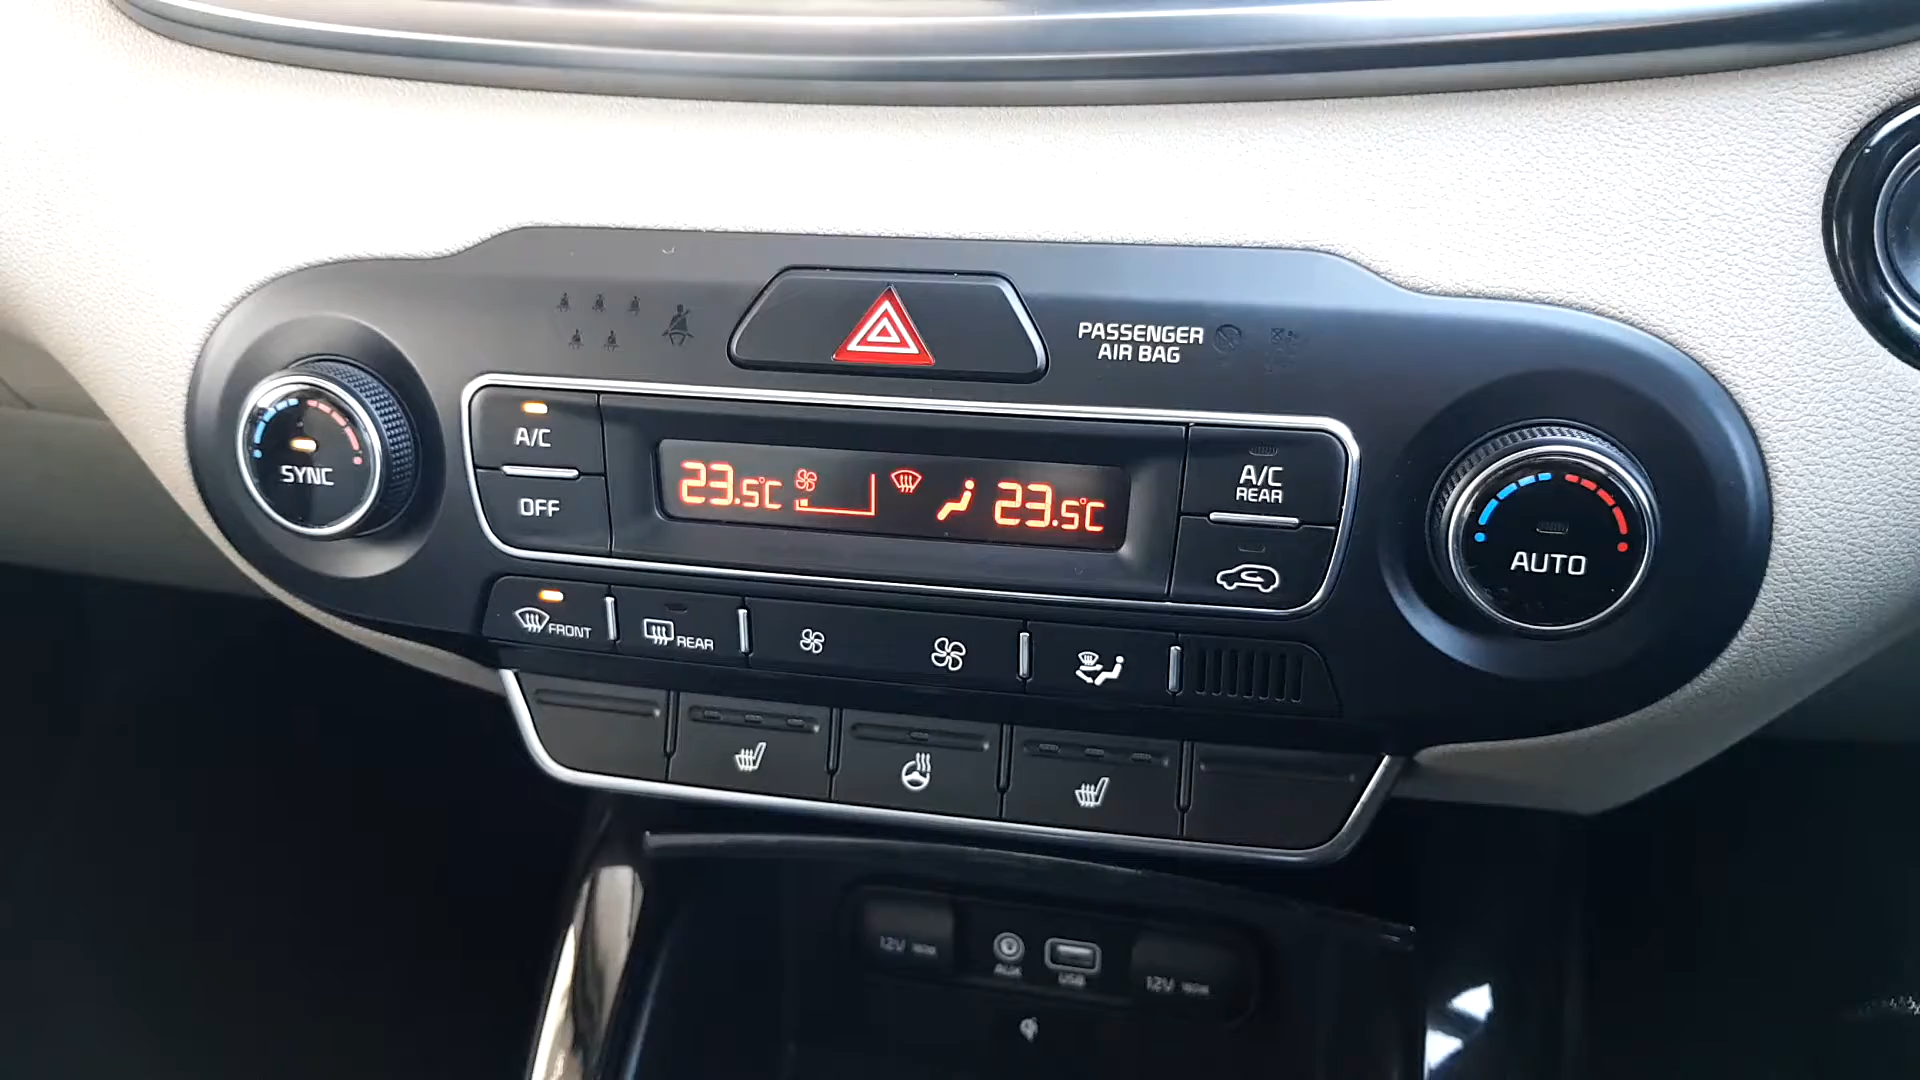 PASSENGER
AIR BAG
SYNC
A/C
OFF
23.5°C
23.5°C
A/C
REAR
AUTO
FRONT
REAR
12V
AUX
USB
12V